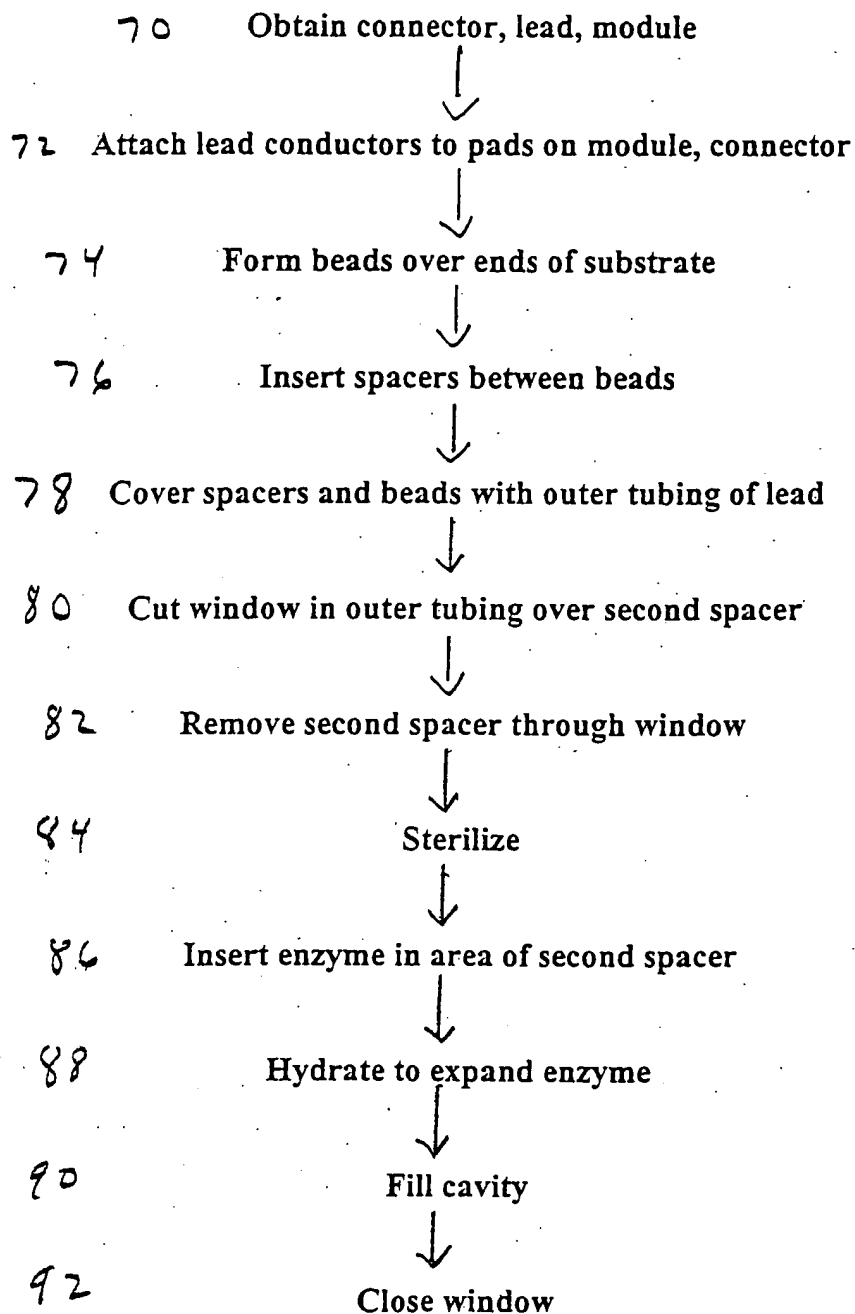 70 Obtain connector, lead, module
72 Attach lead conductors to pads on module, connector
74 Form beads over ends of substrate
76 Insert spacers between beads
78 Cover spacers and beads with outer tubing of lead
80 Cut window in outer tubing over second spacer
82 Remove second spacer through window
84 Sterilize
86 Insert enzyme in area of second spacer
88 Hydrate to expand enzyme
90 Fill cavity
92 Close window